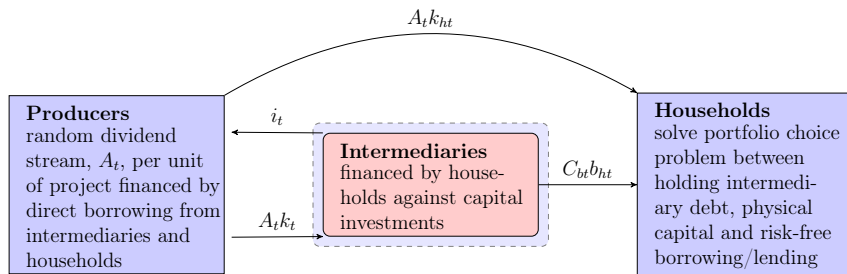 A_t k_{ht}
Producers
random dividend
stream, A_t, per unit
of project financed by
direct borrowing from
intermediaries and
households
i_t
A_t k_t
Intermediaries
financed by house-
holds against capital
investments
C_{bt} b_{ht}
Households
solve portfolio choice
problem between
holding intermedi-
ary debt, physical
capital and risk-free
borrowing/lending